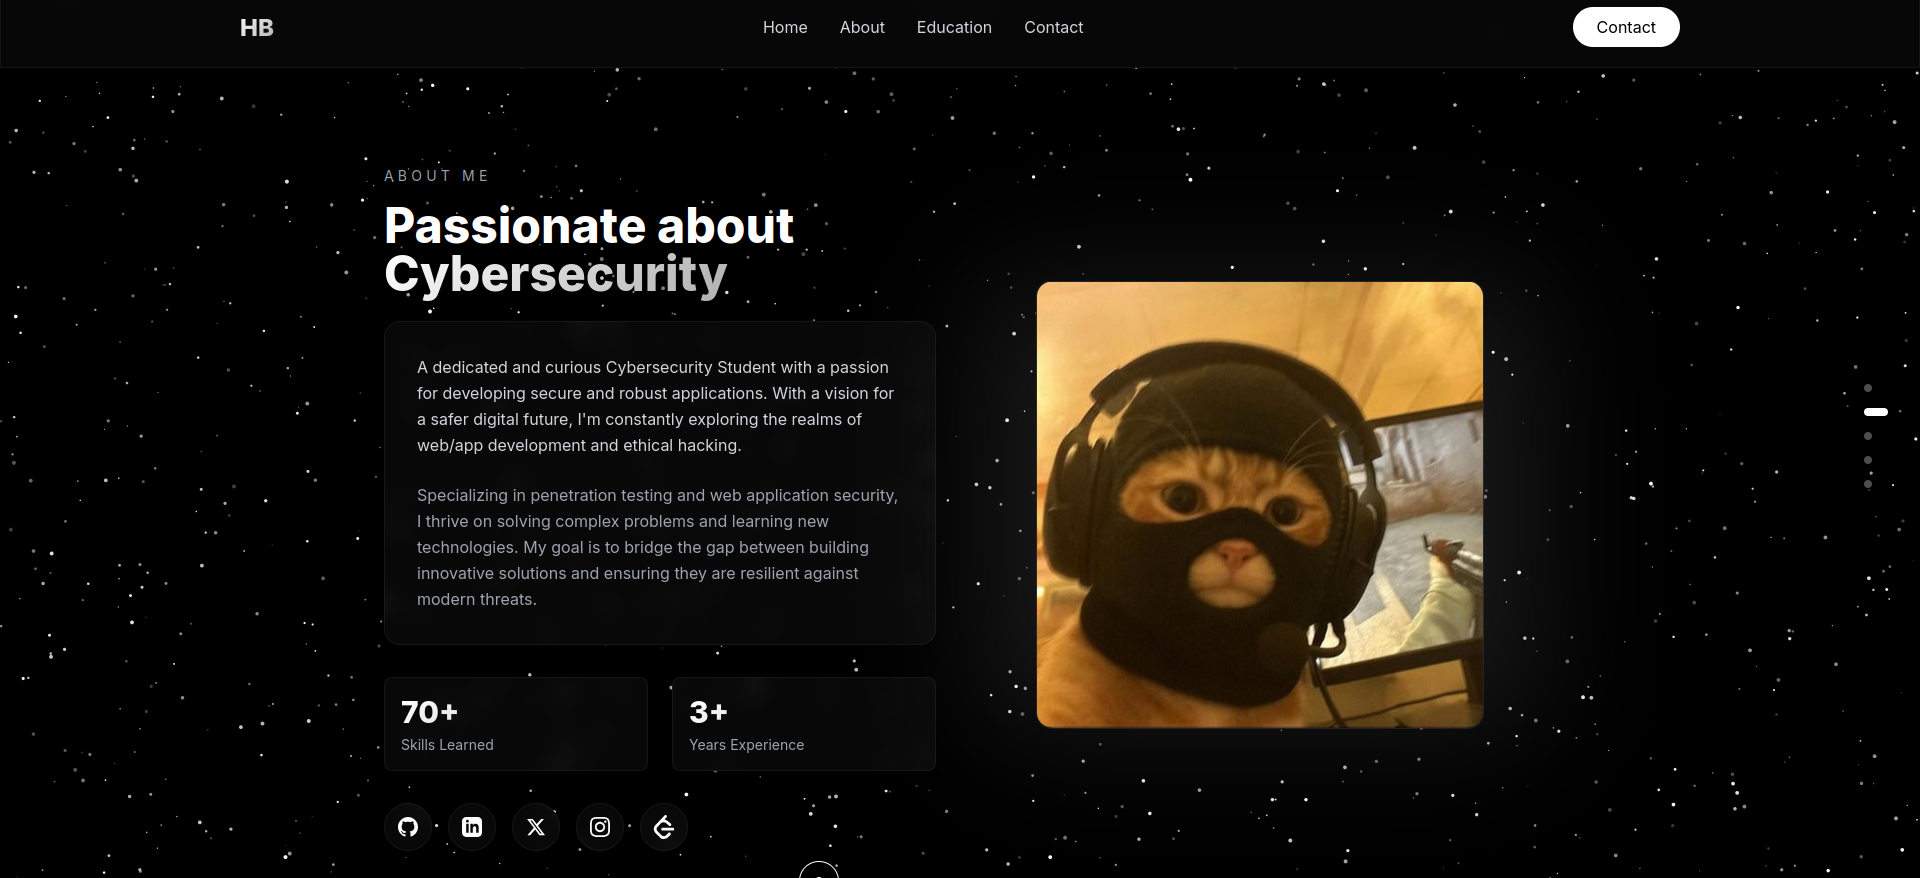 HB
Home About Education Contact
Contact
ABOUT ME
Passionate about
Cybersecurity
A dedicated and curious Cybersecurity Student with a passion
for developing secure and robust applications. With a vision for
a safer digital future, I'm constantly exploring the realms of
web/app development and ethical hacking.
Specializing in penetration testing and web application security,
I thrive on solving complex problems and learning new
technologies. My goal is to bridge the gap between building
innovative solutions and ensuring they are resilient against
modern threats.
70+
Skills Learned
3+
Years Experience